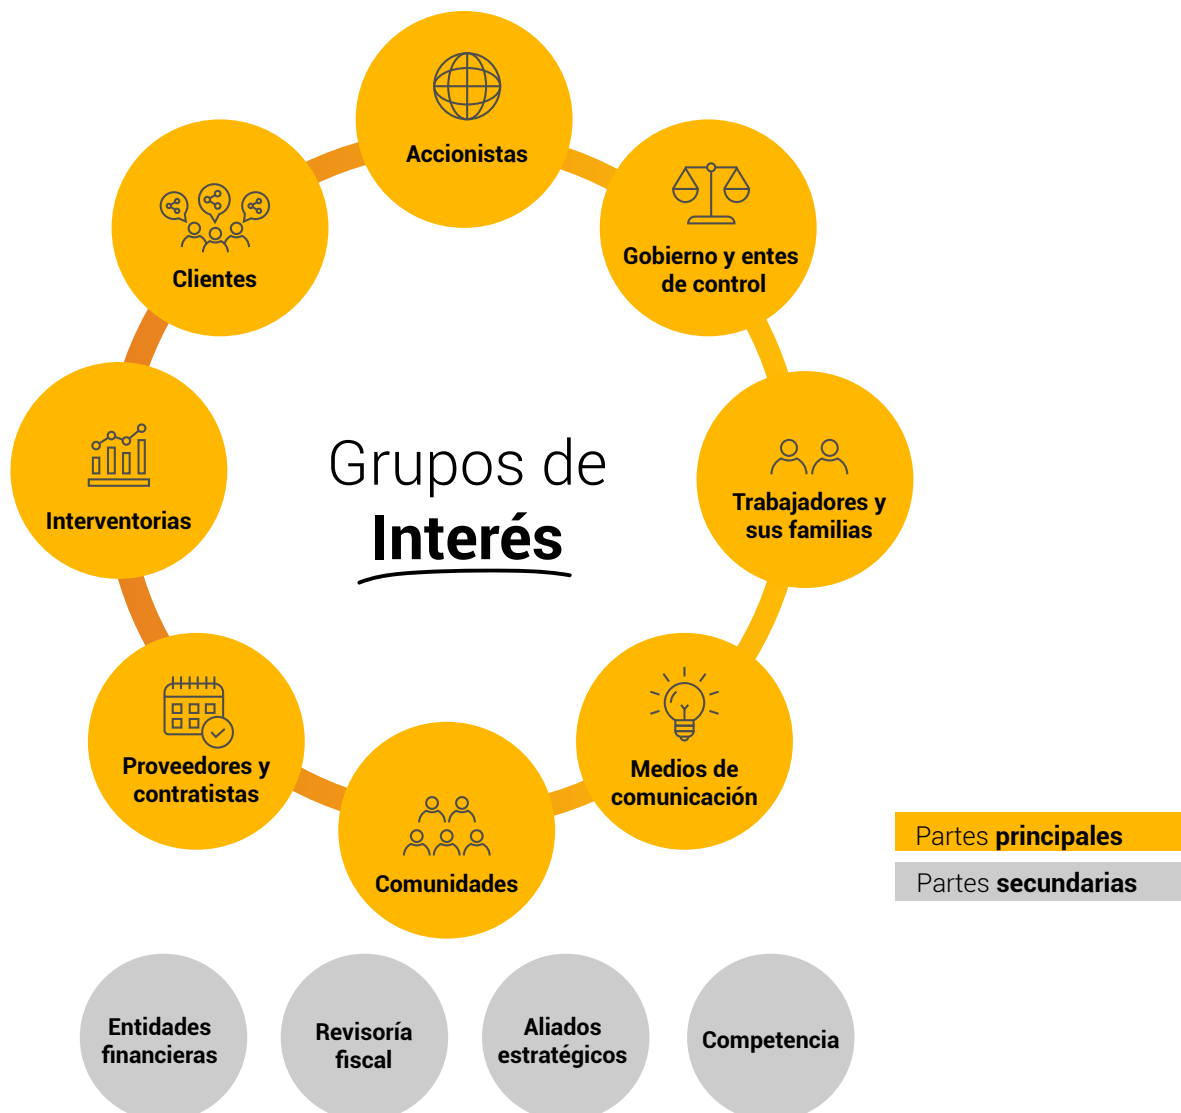 Accionistas
Gobierno y entes
de control
Clientes
Trabajadores y
sus familias
Interventorias
Grupos de
Interés
Medios de
comunicación
Proveedores y
contratistas
Comunidades
Partes principales
Partes secundarias
Entidades
financieras
Revisoría
fiscal
Aliados
estratégicos
Competencia